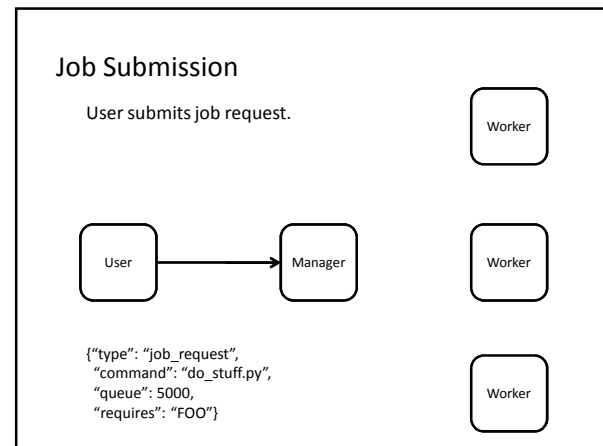 Job Submission
User submits job request.
Worker
User
Manager
Worker
{“type”: “job_request”,
“command”: “do_stuff.py”,
“queue”: 5000,
“requires”: “FOO”}
Worker